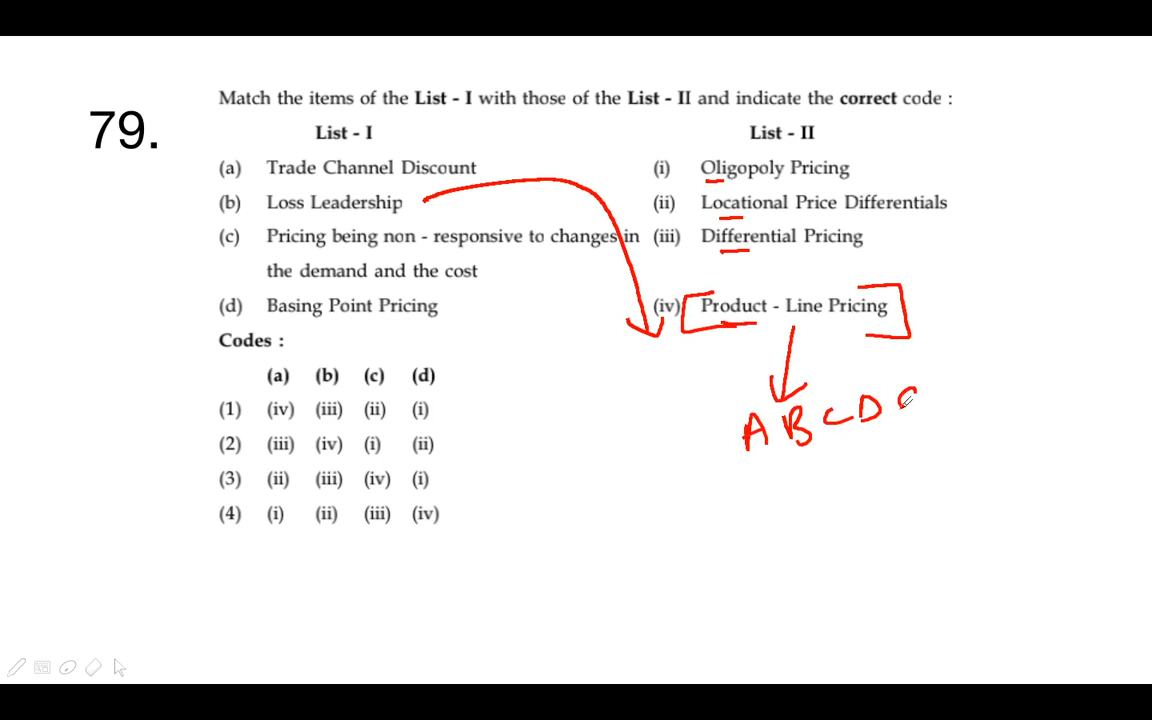 79.
Match the items of the List - I with those of the List - II and indicate the correct code :
List - I List - II
(a) Trade Channel Discount (i) Oligopoly Pricing
(b) Loss Leadership (ii) Locational Price Differentials
(c) Pricing being non - responsive to changes in (iii) Differential Pricing
the demand and the cost
(d) Basing Point Pricing (iv) Product - Line Pricing
Codes :
(a) (b) (c) (d)
(1) (iv) (iii) (ii) (i)
(2) (iii) (iv) (i) (ii)
(3) (ii) (iii) (iv) (i)
(4) (i) (ii) (iii) (iv)
A B C D